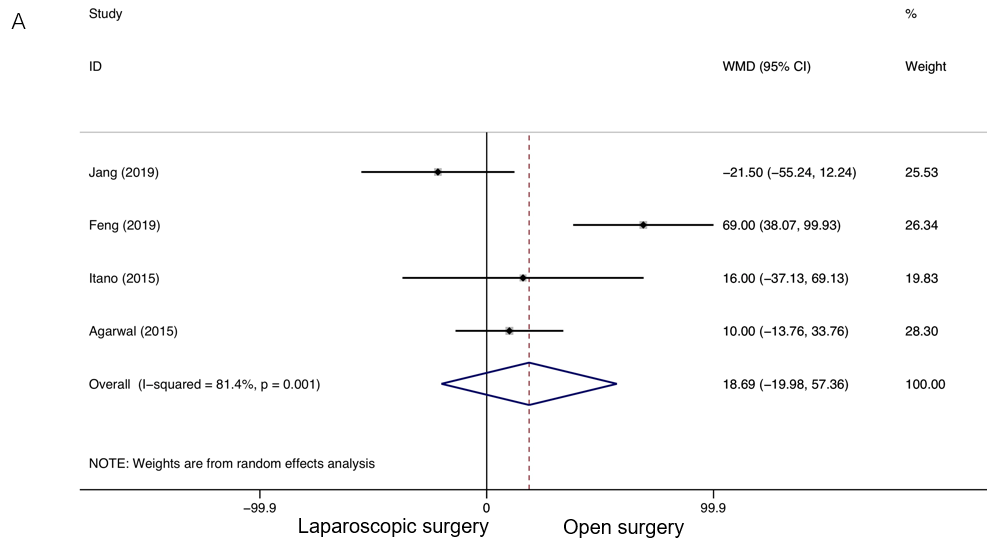 A
Study %
ID WMD (95% CI) Weight
Jang (2019) −21.50 (−55.24, 12.24) 25.53
Feng (2019) 69.00 (38.07, 99.93) 26.34
Itano (2015) 16.00 (−37.13, 69.13) 19.83
Agarwal (2015) 10.00 (−13.76, 33.76) 28.30
Overall (I−squared = 81.4%, p = 0.001) 18.69 (−19.98, 57.36) 100.00
NOTE: Weights are from random effects analysis
−99.9 0 99.9
Laparoscopic surgery Open surgery